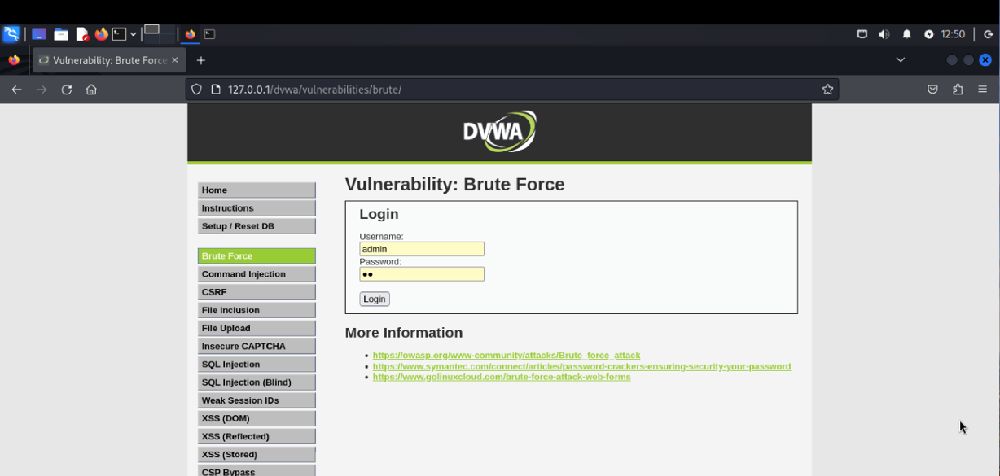 12:50
Vulnerability: Brute Force
127.0.0.1/dvwa/vulnerabilities/brute/
DVWA
Home
Instructions
Setup / Reset DB
Brute Force
Command Injection
CSRF
File Inclusion
File Upload
Insecure CAPTCHA
SQL Injection
SQL Injection (Blind)
Weak Session IDs
XSS (DOM)
XSS (Reflected)
XSS (Stored)
CSP Bypass
Vulnerability: Brute Force
Login
Username:
admin
Password:
••
Login
More Information
• https://owasp.org/www-community/attacks/Brute_force_attack
• https://www.symantec.com/connect/articles/password-crackers-ensuring-security-your-password
• https://www.golinuxcloud.com/brute-force-attack-web-forms